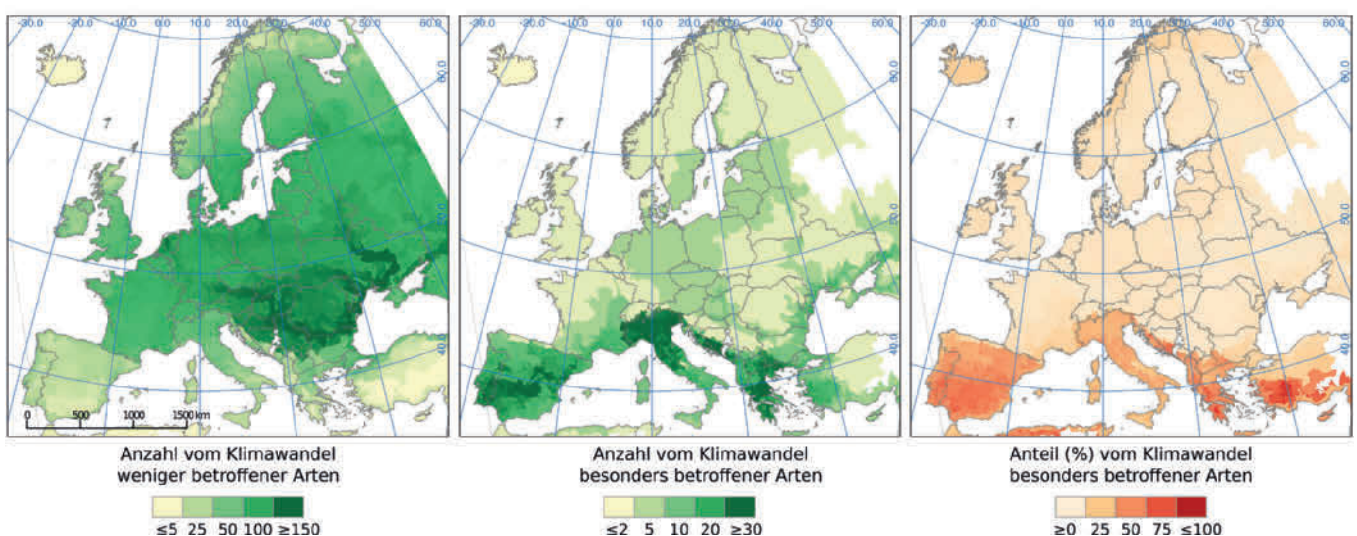 -30.0 -20.0 -10.0 0.0 10.0 20.0 30.0 40.0 50.0 60.0
60.0
50.0
40.0
0 500 1000 1500 km
10.0 20.0 30.0
Anzahl vom Klimawandel
weniger betroffener Arten
≤5 25 50 100 ≥150
-30.0 -20.0 -10.0 0.0 10.0 20.0 30.0 40.0 50.0 60.0
60.0
50.0
40.0
Anzahl vom Klimawandel
besonders betroffener Arten
≤2 5 10 20 ≥30
-30.0 -20.0 -10.0 0.0 10.0 20.0 30.0 40.0 50.0 60.0
60.0
50.0
40.0
Anteil (%) vom Klimawandel
besonders betroffener Arten
≥0 25 50 75 ≤100